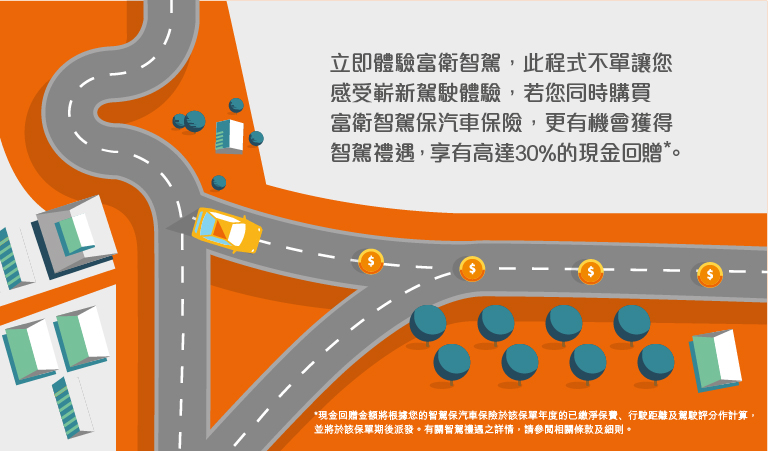 立即體驗富衛智駕，此程式不單讓您
感受嶄新駕駛體驗，若您同時購買
富衛智駕保汽車保險，更有機會獲得
智駕禮遇，享有高達30%的現金回贈*。
$ $ $ $
*現金回贈金額將根據您的智駕保汽車保險於該保單年度的已繳淨保費、行駛距離及駕駛評分作計算，
並將於該保單期後派發。有關智駕禮遇之詳情，請參閱相關條款及細則。